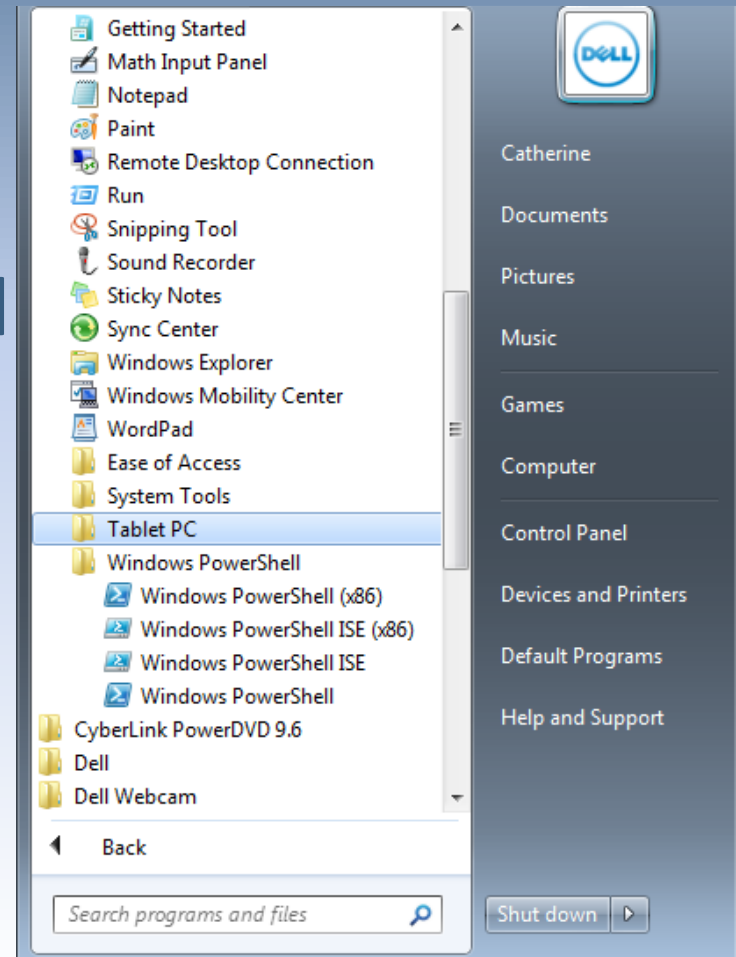 Getting Started
Math Input Panel
Notepad
Paint
Remote Desktop Connection
Run
Snipping Tool
Sound Recorder
Sticky Notes
Sync Center
Windows Explorer
Windows Mobility Center
WordPad
Ease of Access
System Tools
Tablet PC
Windows PowerShell
Windows PowerShell (x86)
Windows PowerShell ISE (x86)
Windows PowerShell ISE
Windows PowerShell
CyberLink PowerDVD 9.6
Dell
Dell Webcam
Back
Search programs and files
DELL
Catherine
Documents
Pictures
Music
Games
Computer
Control Panel
Devices and Printers
Default Programs
Help and Support
Shut down